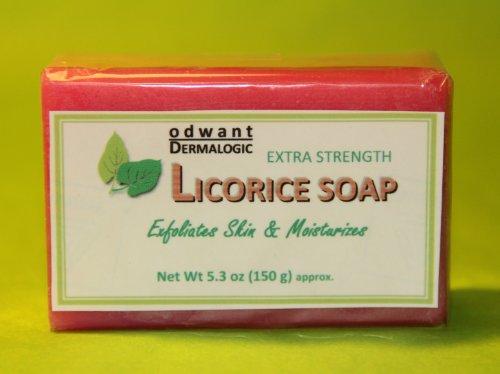 odwant
DERMALOGIC
EXTRA STRENGTH
LICORICE SOAP
Exfoliates Skin & Moisturizes
Net Wt 5.3 oz (150 g) approx.